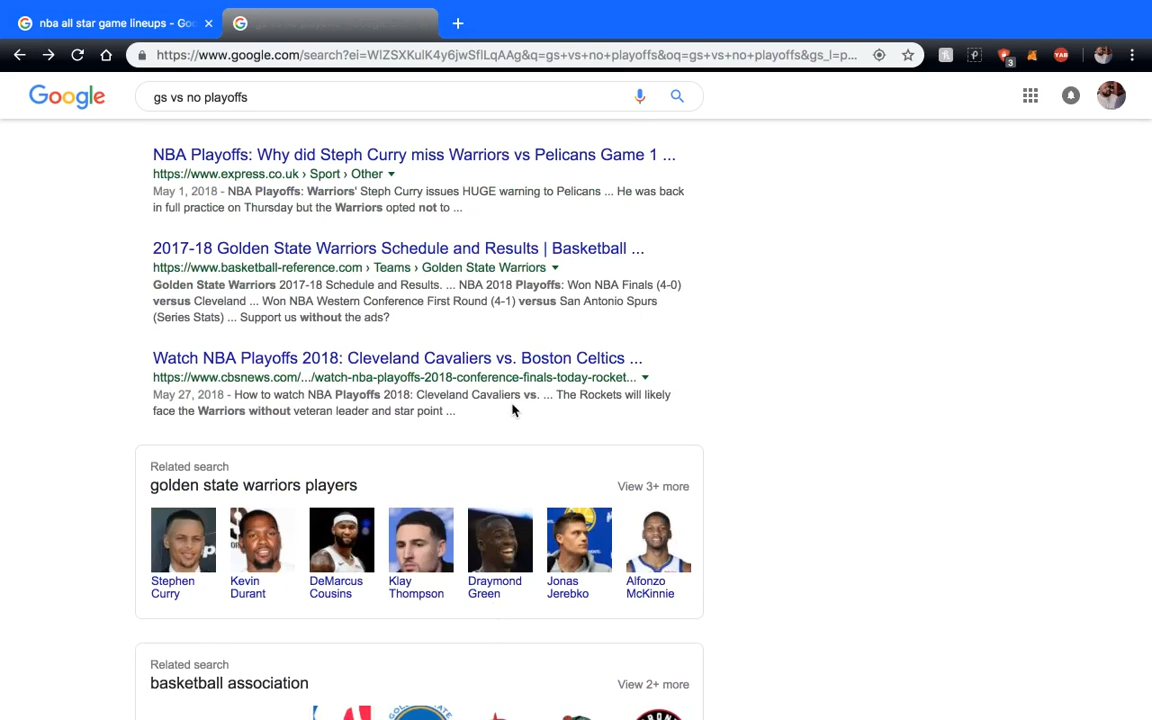 nba all star game lineups - Goo
https://www.google.com/search?ei=WlZSXKulK4y6jwSflLqAAg&q=gs+vs+no+playoffs&oq=gs+vs+no+playoffs&gs_l=p...
3
YAB
Google
gs vs no playoffs
NBA Playoffs: Why did Steph Curry miss Warriors vs Pelicans Game 1 ...
https://www.express.co.uk › Sport › Other
May 1, 2018 - NBA Playoffs: Warriors' Steph Curry issues HUGE warning to Pelicans ... He was back
in full practice on Thursday but the Warriors opted not to ...
2017-18 Golden State Warriors Schedule and Results | Basketball ...
https://www.basketball-reference.com › Teams › Golden State Warriors
Golden State Warriors 2017-18 Schedule and Results. ... NBA 2018 Playoffs: Won NBA Finals (4-0)
versus Cleveland ... Won NBA Western Conference First Round (4-1) versus San Antonio Spurs
(Series Stats) ... Support us without the ads?
Watch NBA Playoffs 2018: Cleveland Cavaliers vs. Boston Celtics ...
https://www.cbsnews.com/.../watch-nba-playoffs-2018-conference-finals-today-rocket...
May 27, 2018 - How to watch NBA Playoffs 2018: Cleveland Cavaliers vs. ... The Rockets will likely
face the Warriors without veteran leader and star point ...
Related search
golden state warriors players
View 3+ more
Stephen
Curry
Kevin
Durant
DeMarcus
Cousins
Klay
Thompson
Draymond
Green
Jonas
Jerebko
Alfonzo
McKinnie
Related search
basketball association
View 2+ more